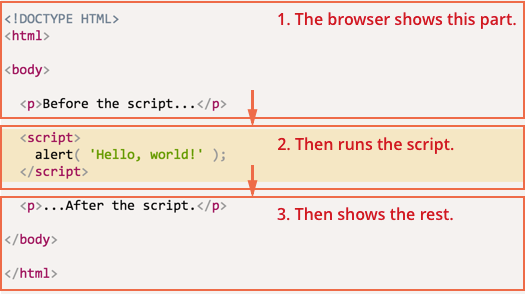 <!DOCTYPE HTML>
1. The browser shows this part.
<html>
<body>
<p>Before the script...</p>
<script>
2. Then runs the script.
alert( 'Hello, world!' );
</script>
<p>...After the script.</p>
3. Then shows the rest.
</body>
</html>